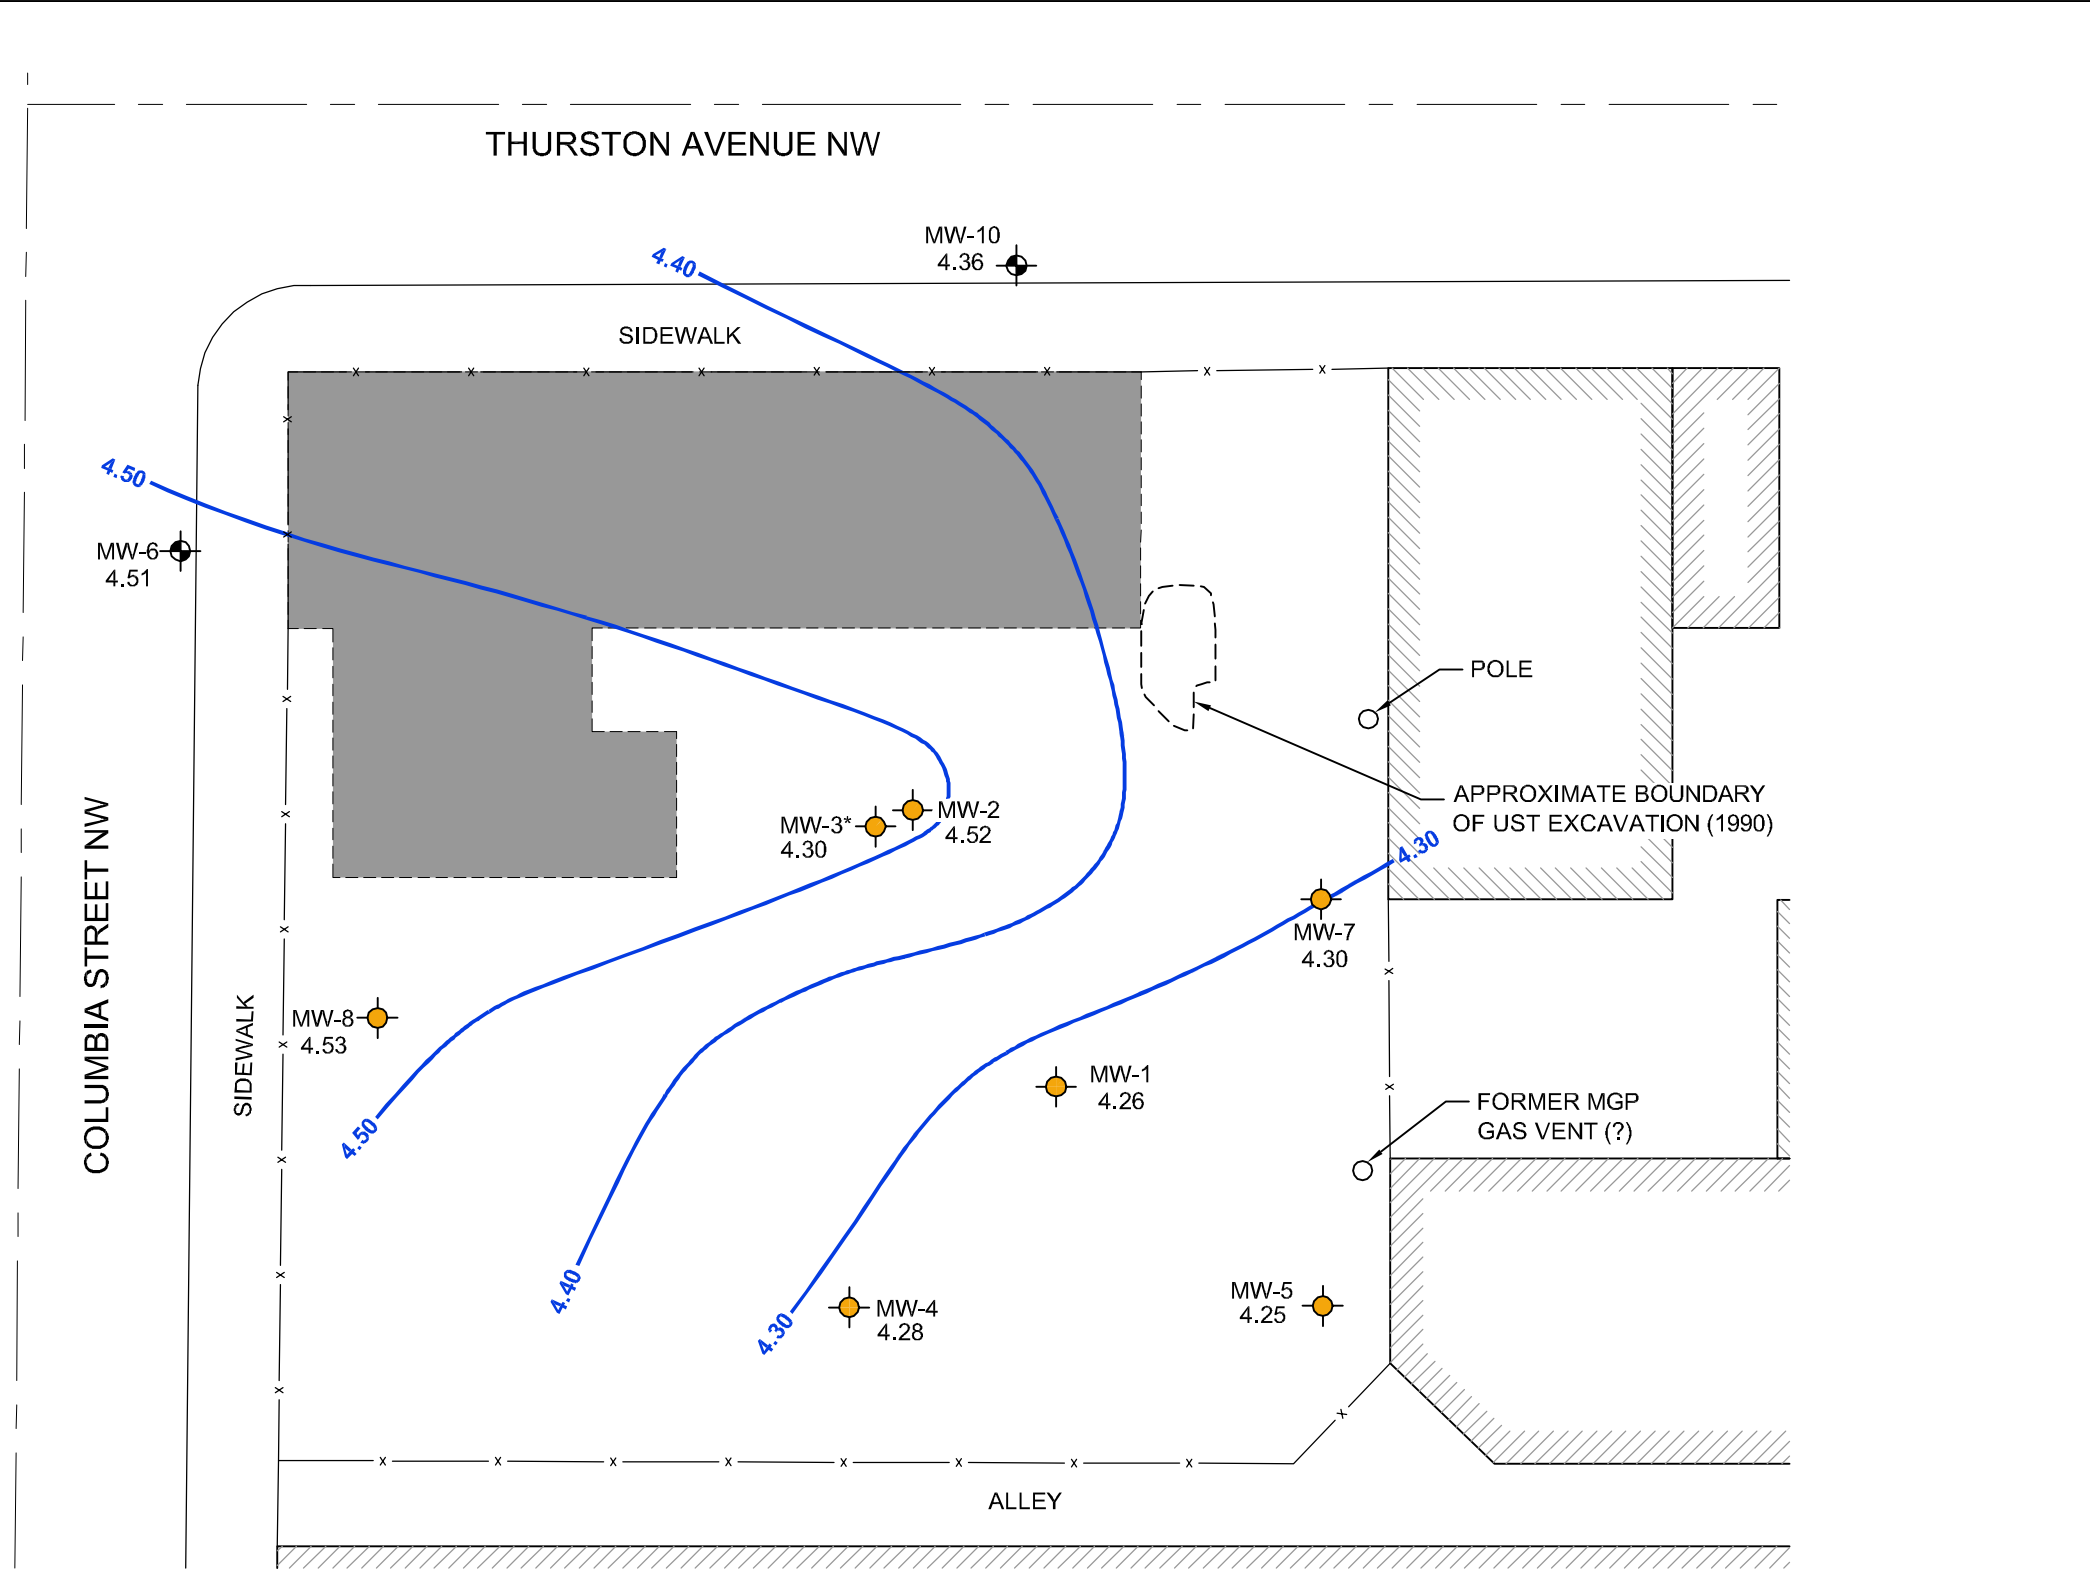 THURSTON AVENUE NW
MW-10
4.36
4.40
SIDEWALK
4.50
MW-6
4.51
POLE
APPROXIMATE BOUNDARY
OF UST EXCAVATION (1990)
MW-2
4.52
MW-3*
4.30
4.30
MW-7
4.30
COLUMBIA STREET NW
SIDEWALK
MW-8
4.53
4.50
MW-1
4.26
FORMER MGP
GAS VENT (?)
4.40
4.30
MW-4
4.28
MW-5
4.25
ALLEY